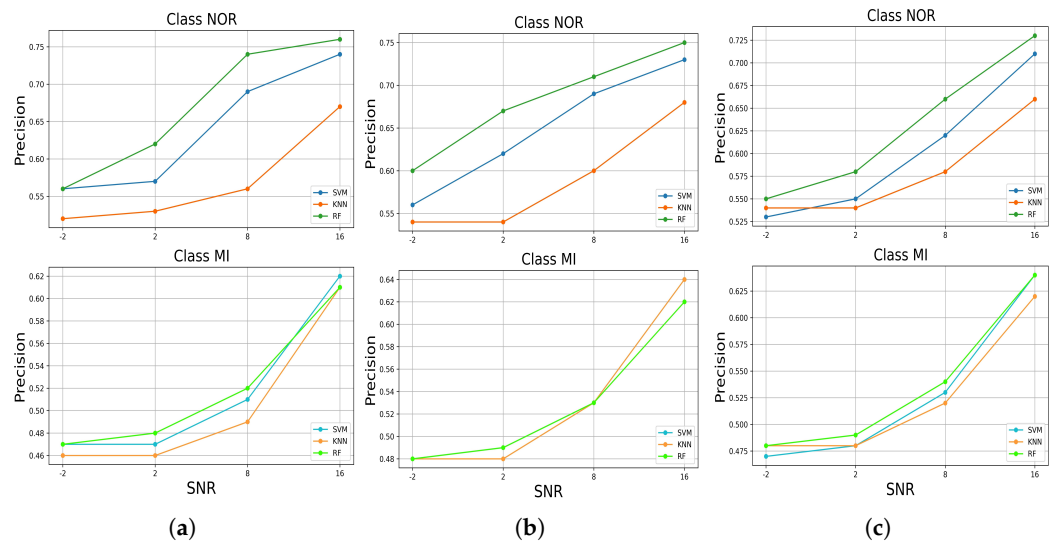 Class NOR
Precision
0.75
0.70
0.65
0.60
0.55
-2
2
8
16
SVM
KNN
RF
Class MI
Precision
0.62
0.60
0.58
0.56
0.54
0.52
0.50
0.48
0.46
-2
2
8
16
SVM
KNN
RF
SNR
(a)
Class NOR
Precision
0.75
0.70
0.65
0.60
0.55
-2
2
8
16
SVM
KNN
RF
Class MI
Precision
0.64
0.62
0.60
0.58
0.56
0.54
0.52
0.50
0.48
-2
2
8
16
SVM
KNN
RF
SNR
(b)
Class NOR
Precision
0.725
0.700
0.675
0.650
0.625
0.600
0.575
0.550
0.525
-2
2
8
16
SVM
KNN
RF
Class MI
Precision
0.625
0.600
0.575
0.550
0.525
0.500
0.475
-2
2
8
16
SVM
KNN
RF
SNR
(c)